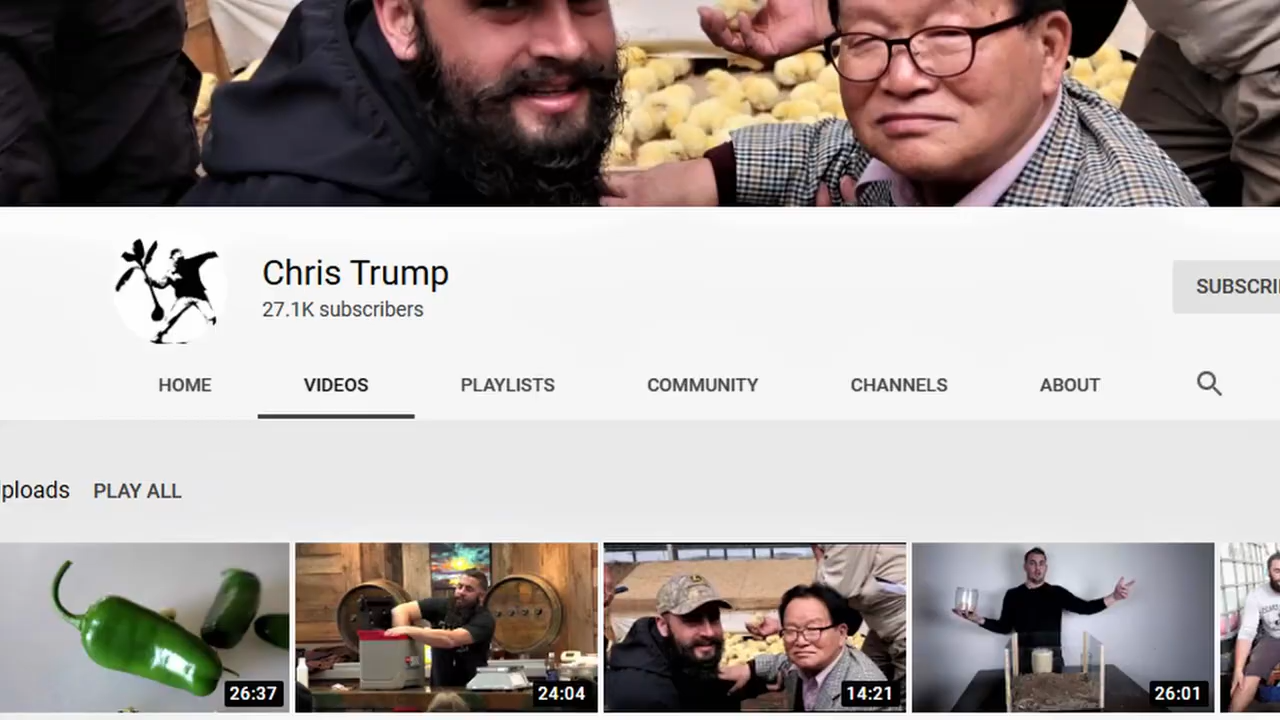 Chris Trump
27.1K subscribers
SUBSCRI
HOME VIDEOS PLAYLISTS COMMUNITY CHANNELS ABOUT
ploads PLAY ALL
26:37 24:04 14:21 26:01